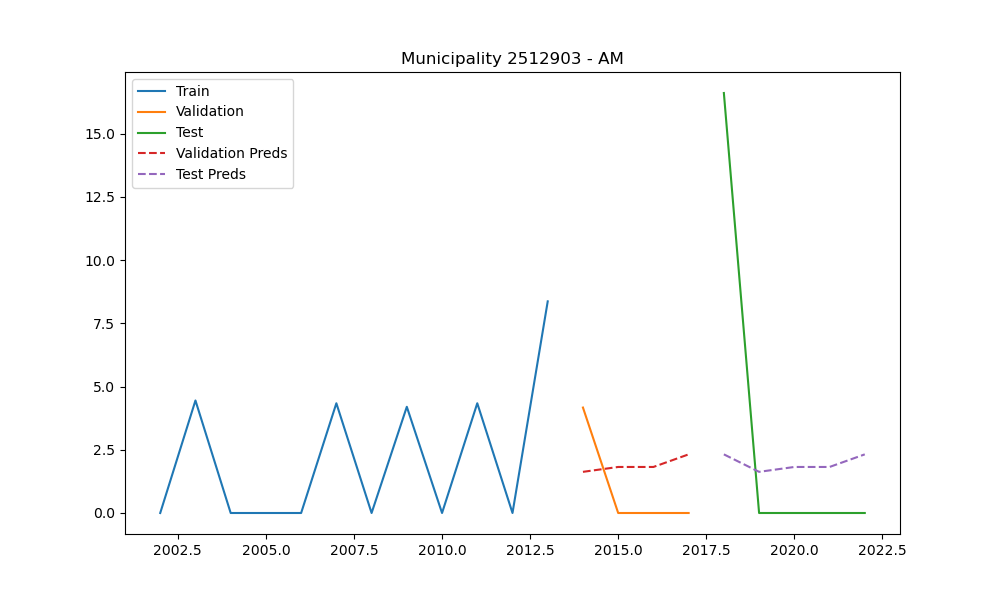 Municipality 2512903 - AM
Train
Validation
Test
Validation Preds
Test Preds
15.0
12.5
10.0
7.5
5.0
2.5
0.0
2002.5 2005.0 2007.5 2010.0 2012.5 2015.0 2017.5 2020.0 2022.5